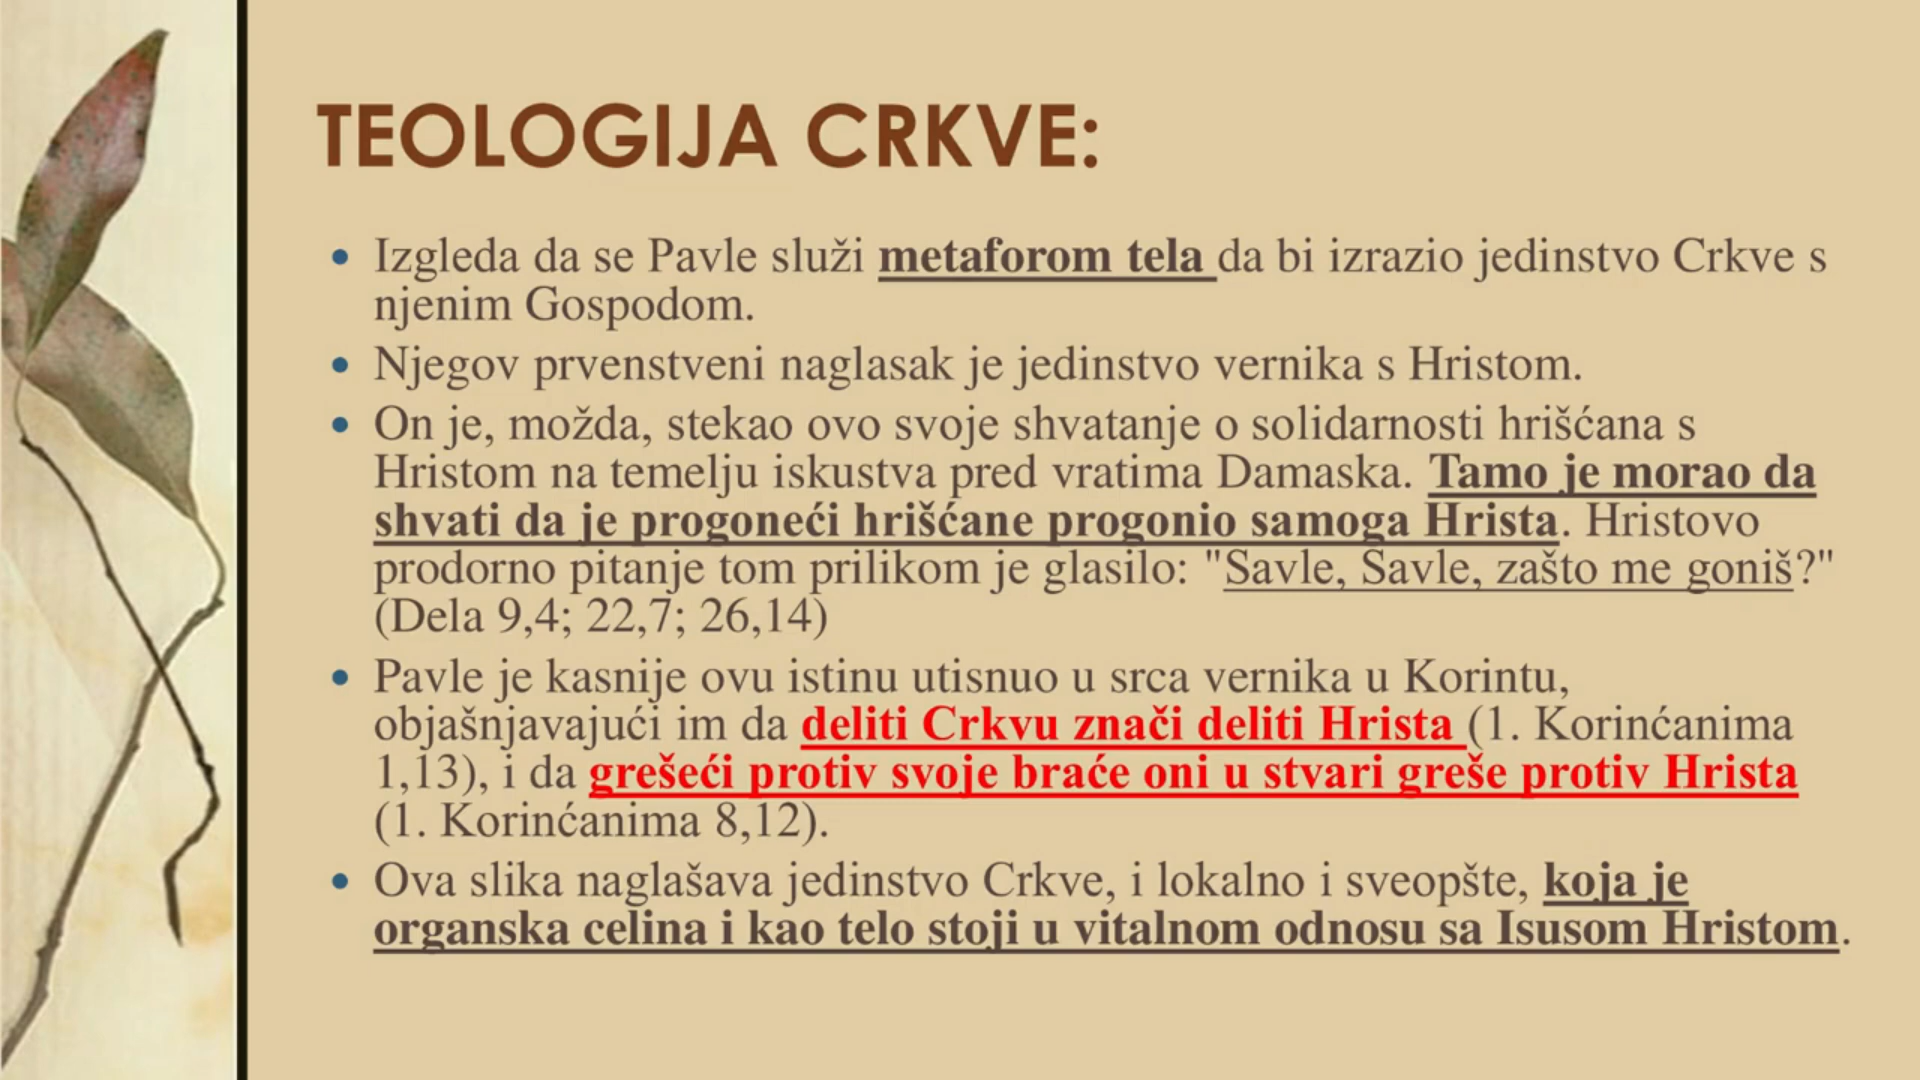 TEOLOGIJA CRKVE:
• Izgleda da se Pavle služi metaforom tela da bi izrazio jedinstvo Crkve s
njenim Gospodom.
• Njegov prvenstveni naglasak je jedinstvo vernika s Hristom.
• On je, možda, stekao ovo svoje shvatanje o solidarnosti hrišćana s
Hristom na temelju iskustva pred vratima Damaska. Tamo je morao da
shvati da je progoneći hrišćane progonio samoga Hrista. Hristovo
prodorno pitanje tom prilikom je glasilo: "Savle, Savle, zašto me goniš?"
(Dela 9,4; 22,7; 26,14)
• Pavle je kasnije ovu istinu utisnuo u srca vernika u Korintu,
objašnjavajući im da deliti Crkvu znači deliti Hrista (1. Korinćanima
1,13), i da grešeći protiv svoje braće oni u stvari greše protiv Hrista
(1. Korinćanima 8,12).
• Ova slika naglašava jedinstvo Crkve, i lokalno i sveopšte, koja je
organska celina i kao telo stoji u vitalnom odnosu sa Isusom Hristom.